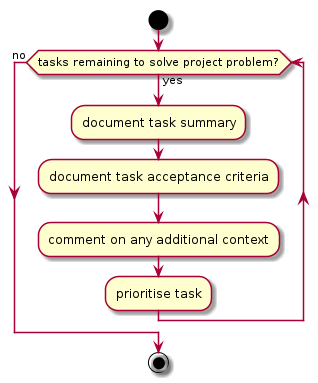 no
tasks remaining to solve project problem?
yes
document task summary
document task acceptance criteria
comment on any additional context
prioritise task